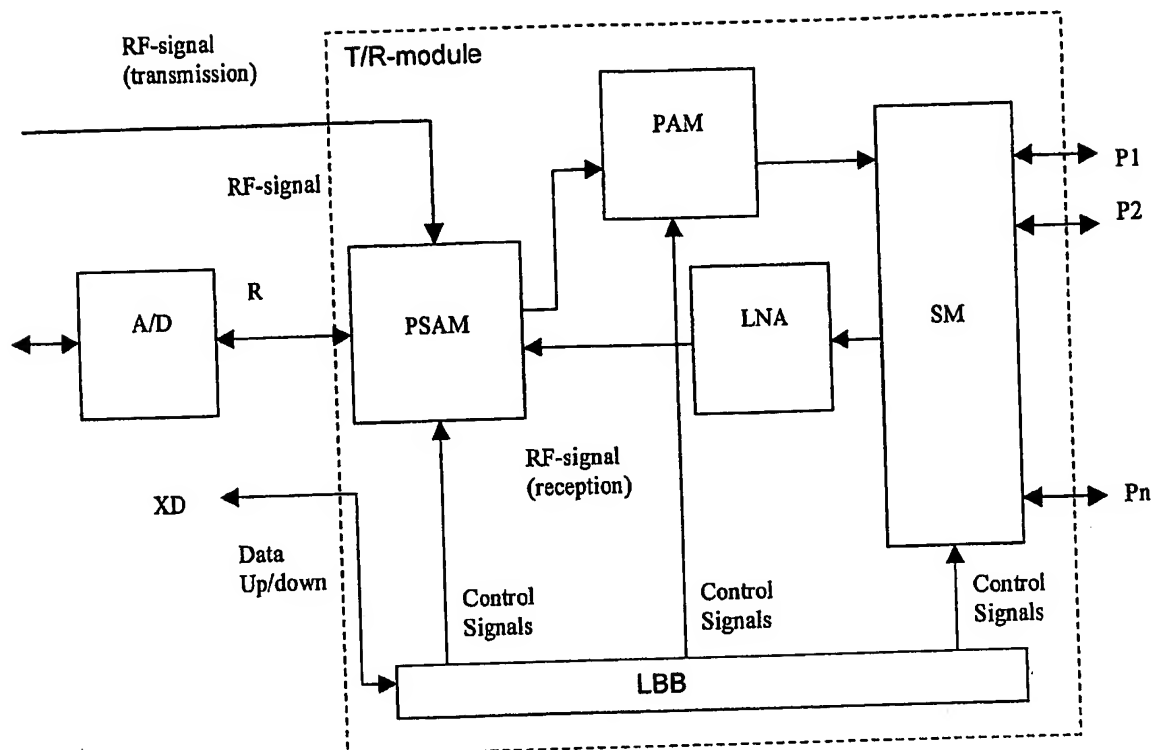 RF-signal
(transmission)
T/R-module
PAM
P1
RF-signal
P2
R
A/D
PSAM
LNA
SM
RF-signal
(reception)
XD
Pn
Data
Up/down
Control
Signals
Control
Signals
Control
Signals
LBB